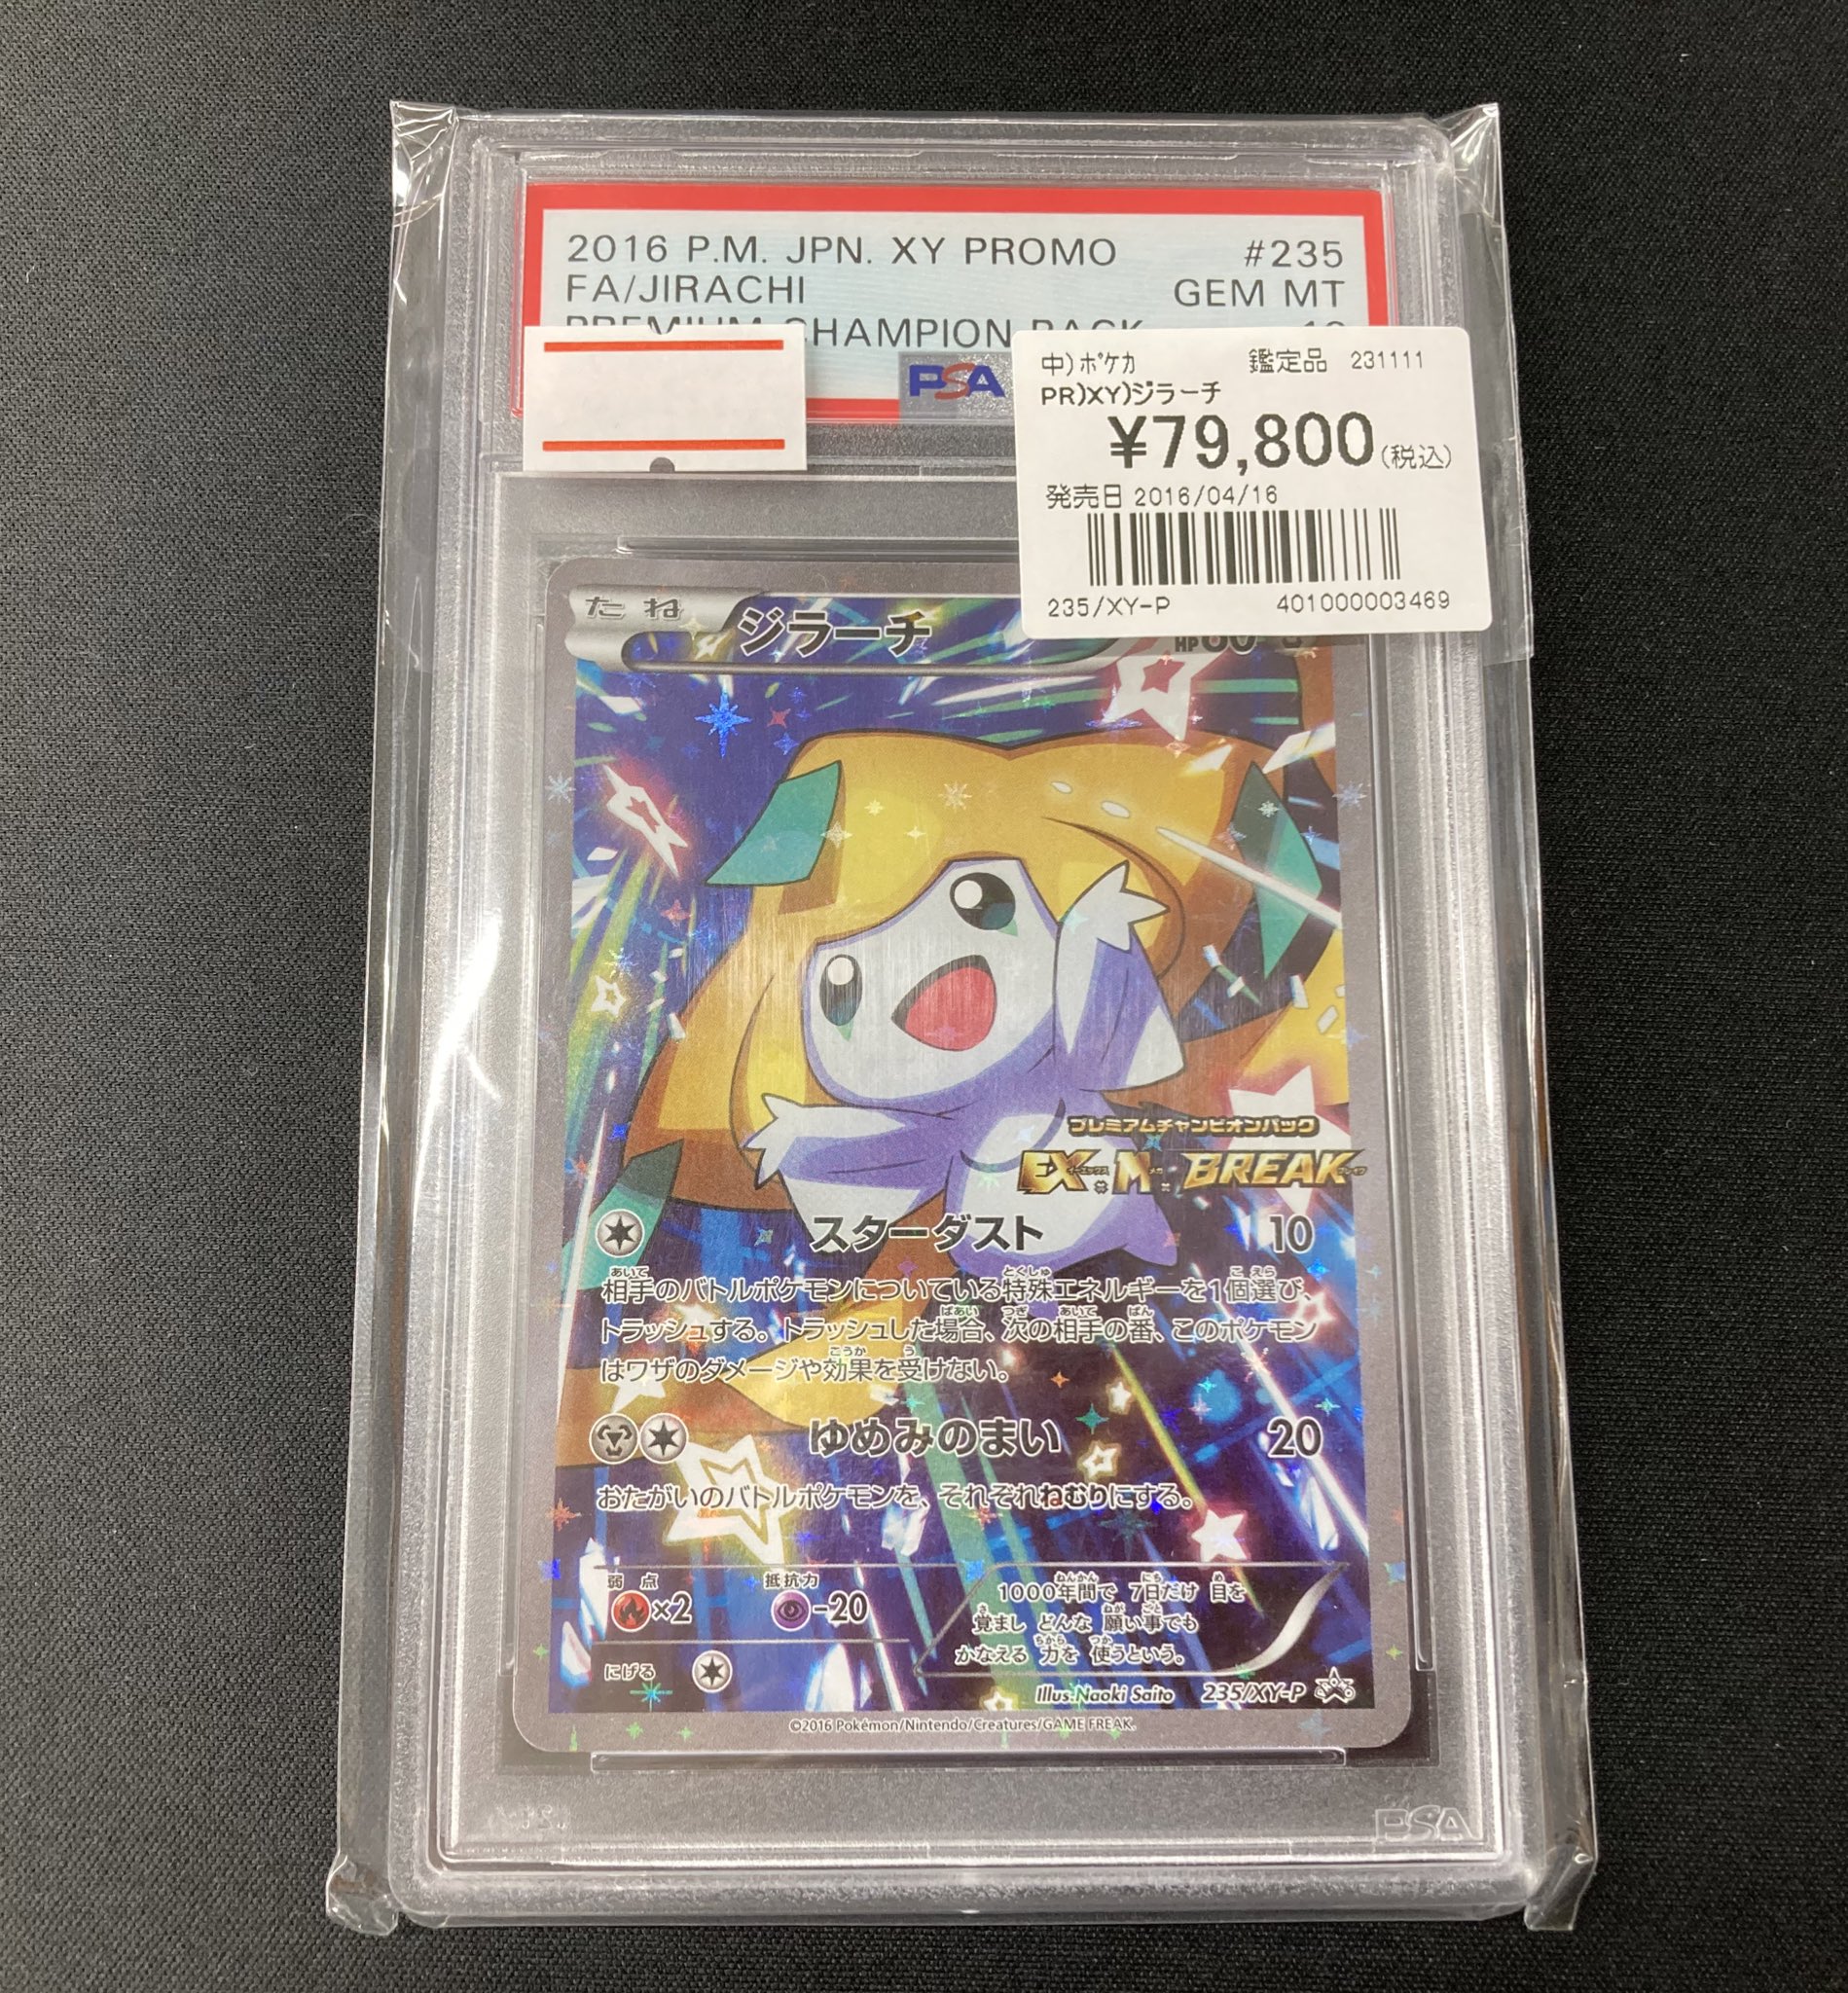 2016 P.M. JPN. XY PROMO #235
FA/JIRACHI GEM MT
PREMIUM CHAMPION PACK 10
PSA
中)ポケカ 鑑定品 231111
PR)XY)ジラーチ
¥79,800(税込)
発売日 2016/04/16
235/XY-P 401000003469
たね ジラーチ HP
プレミアムチャンピオンパック
EX M BREAK
スターダスト 10
相手のバトルポケモンについている特殊エネルギーを1個選び、
トラッシュする。トラッシュした場合、次の相手の番、このポケモン
はワザのダメージや効果を受けない。
ゆめみのまい 20
おたがいのバトルポケモンを、それぞれねむりにする。
弱点 抵抗力
×2 -20
にげる
1000年間で 7日だけ 目を
覚まし どんな 願い事でも
かなえる 力を 使うという。
Illus.Naoki Saito 235/XY-P
©2016 Pokémon/Nintendo/Creatures/GAME FREAK.
PSA